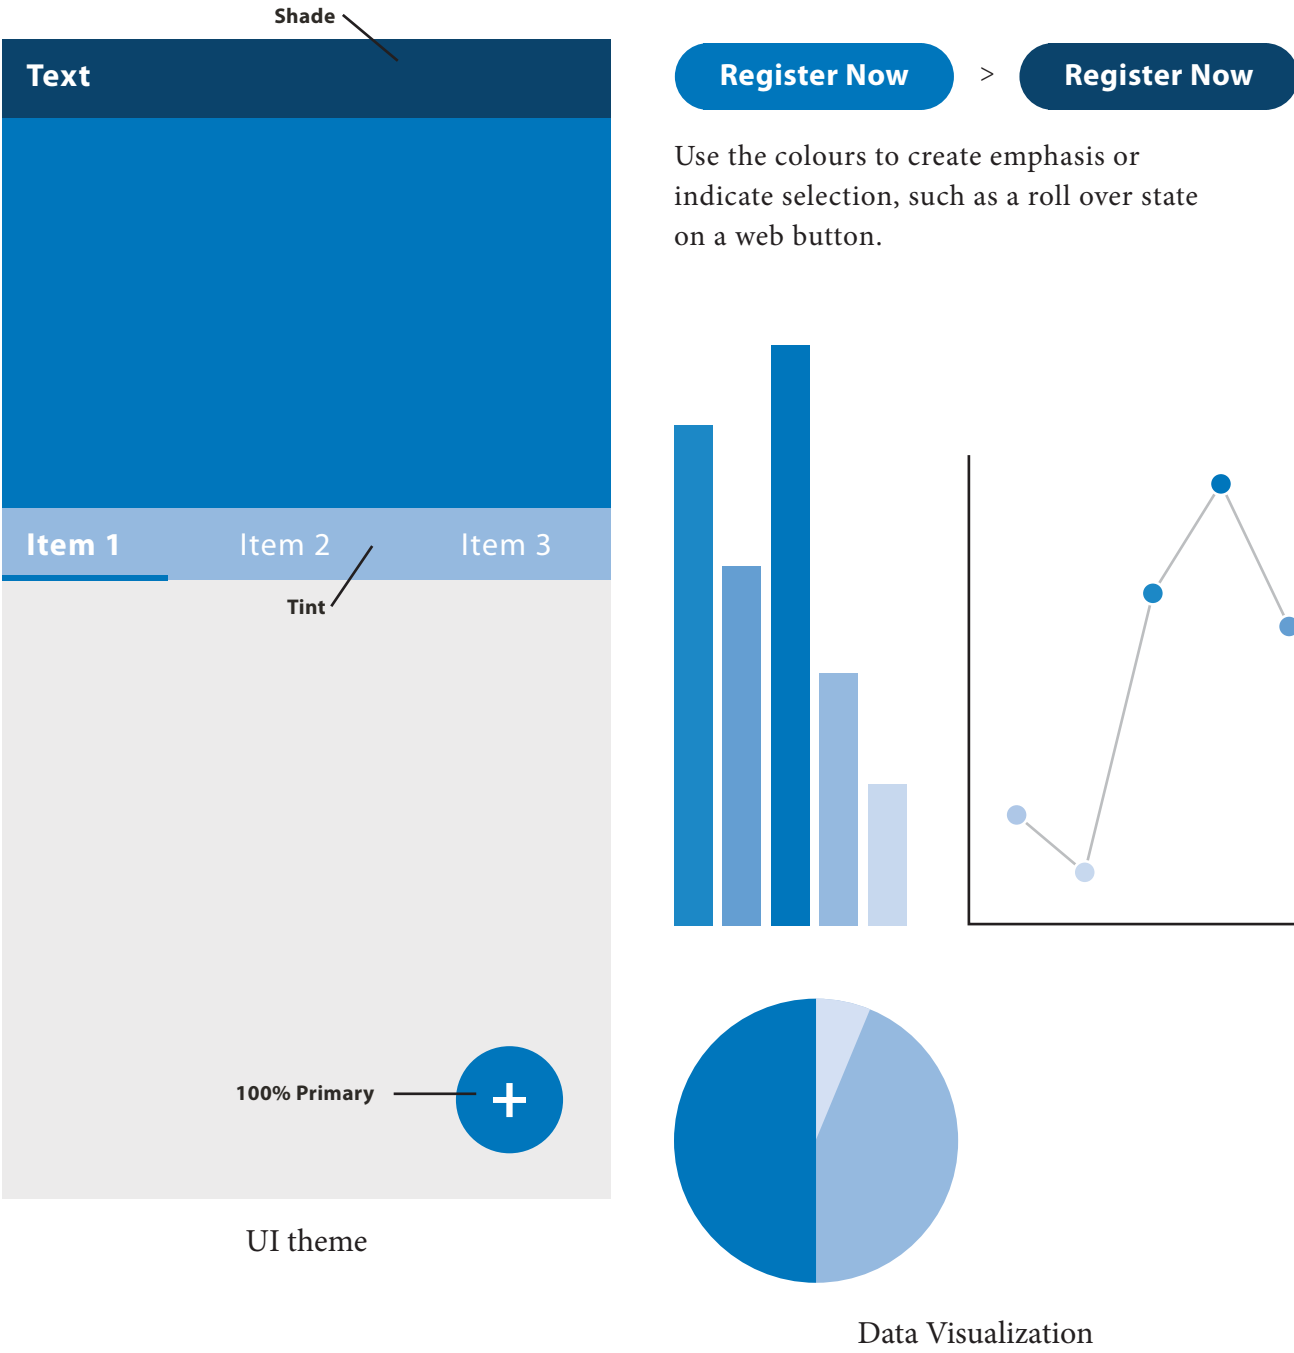 Shade
Text
Item 1 Item 2 Item 3
Tint
100% Primary
+
UI theme
Register Now > Register Now
Use the colours to create emphasis or
indicate selection, such as a roll over state
on a web button.
Data Visualization